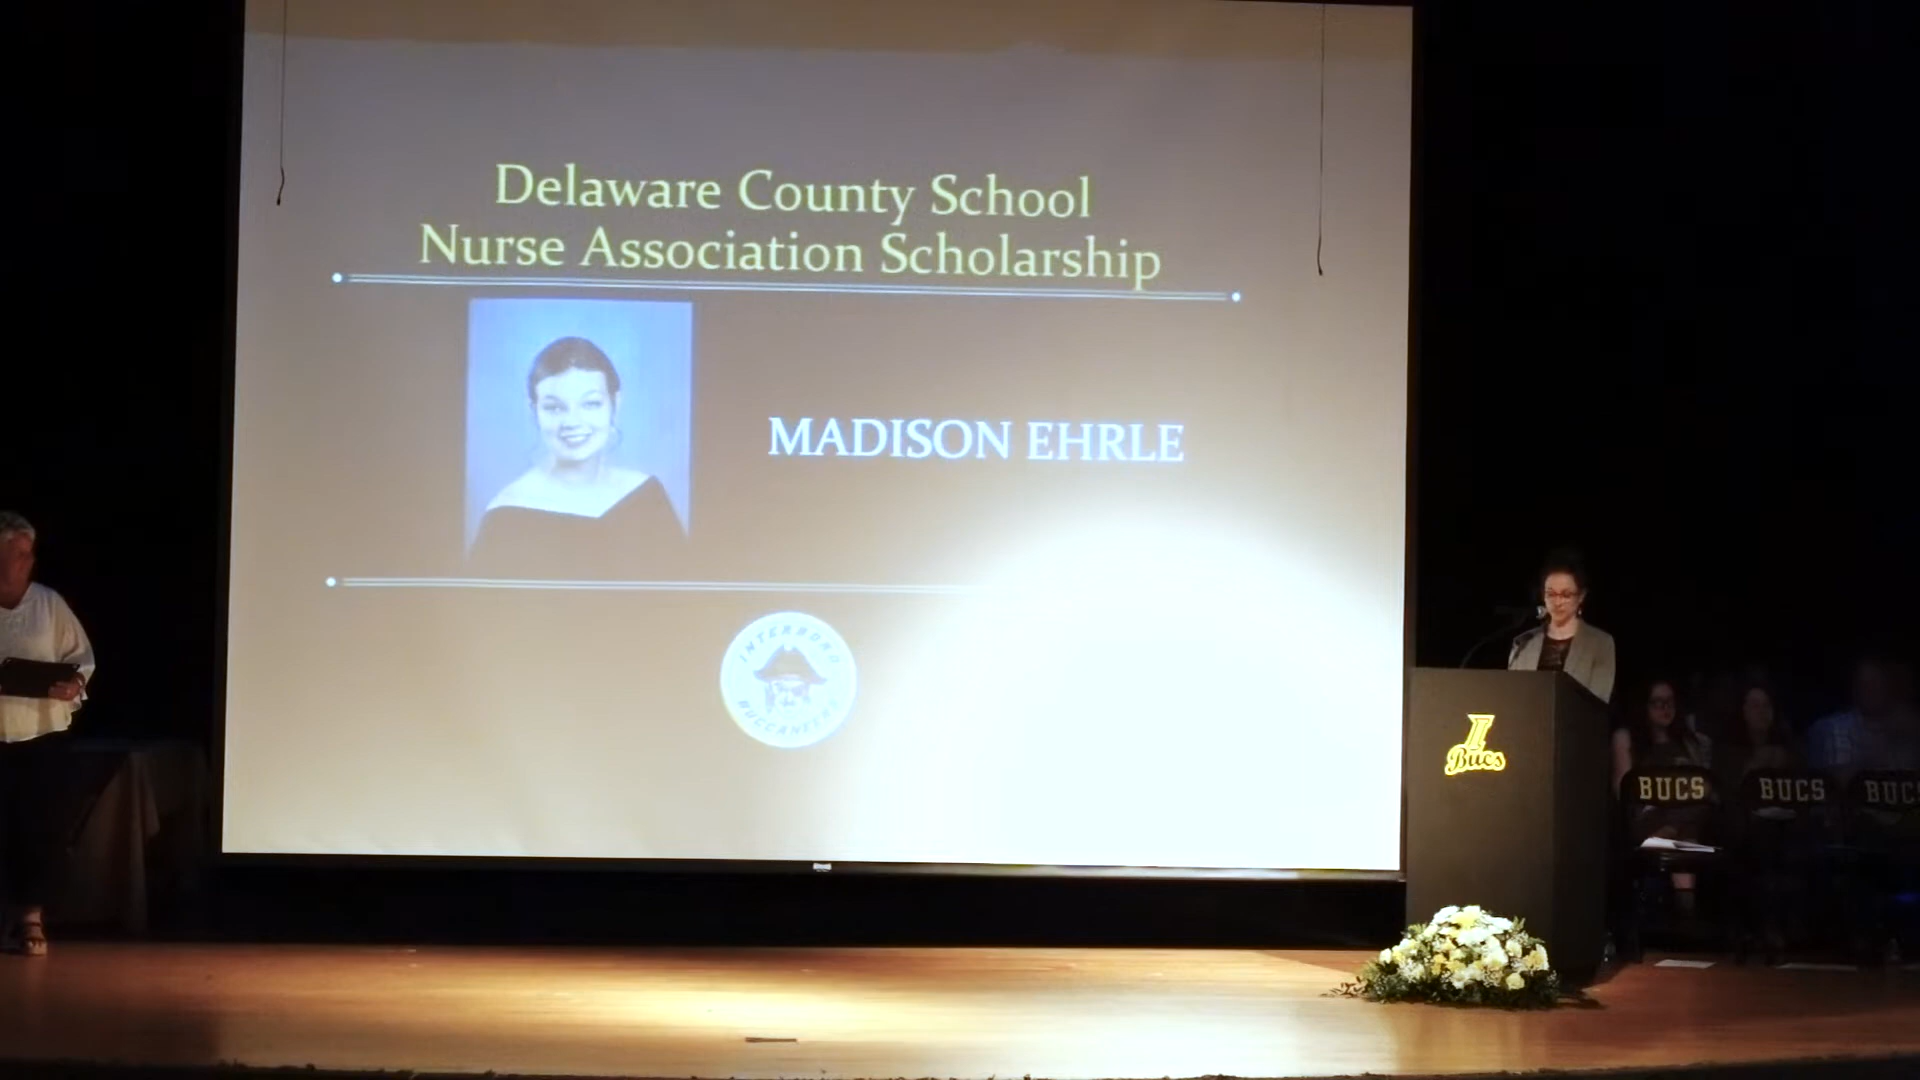 Delaware County School
Nurse Association Scholarship
MADISON EHRLE
INTERBORO
BUCCANEERS
I
Bucs
BUCS
BUCS
BUCS